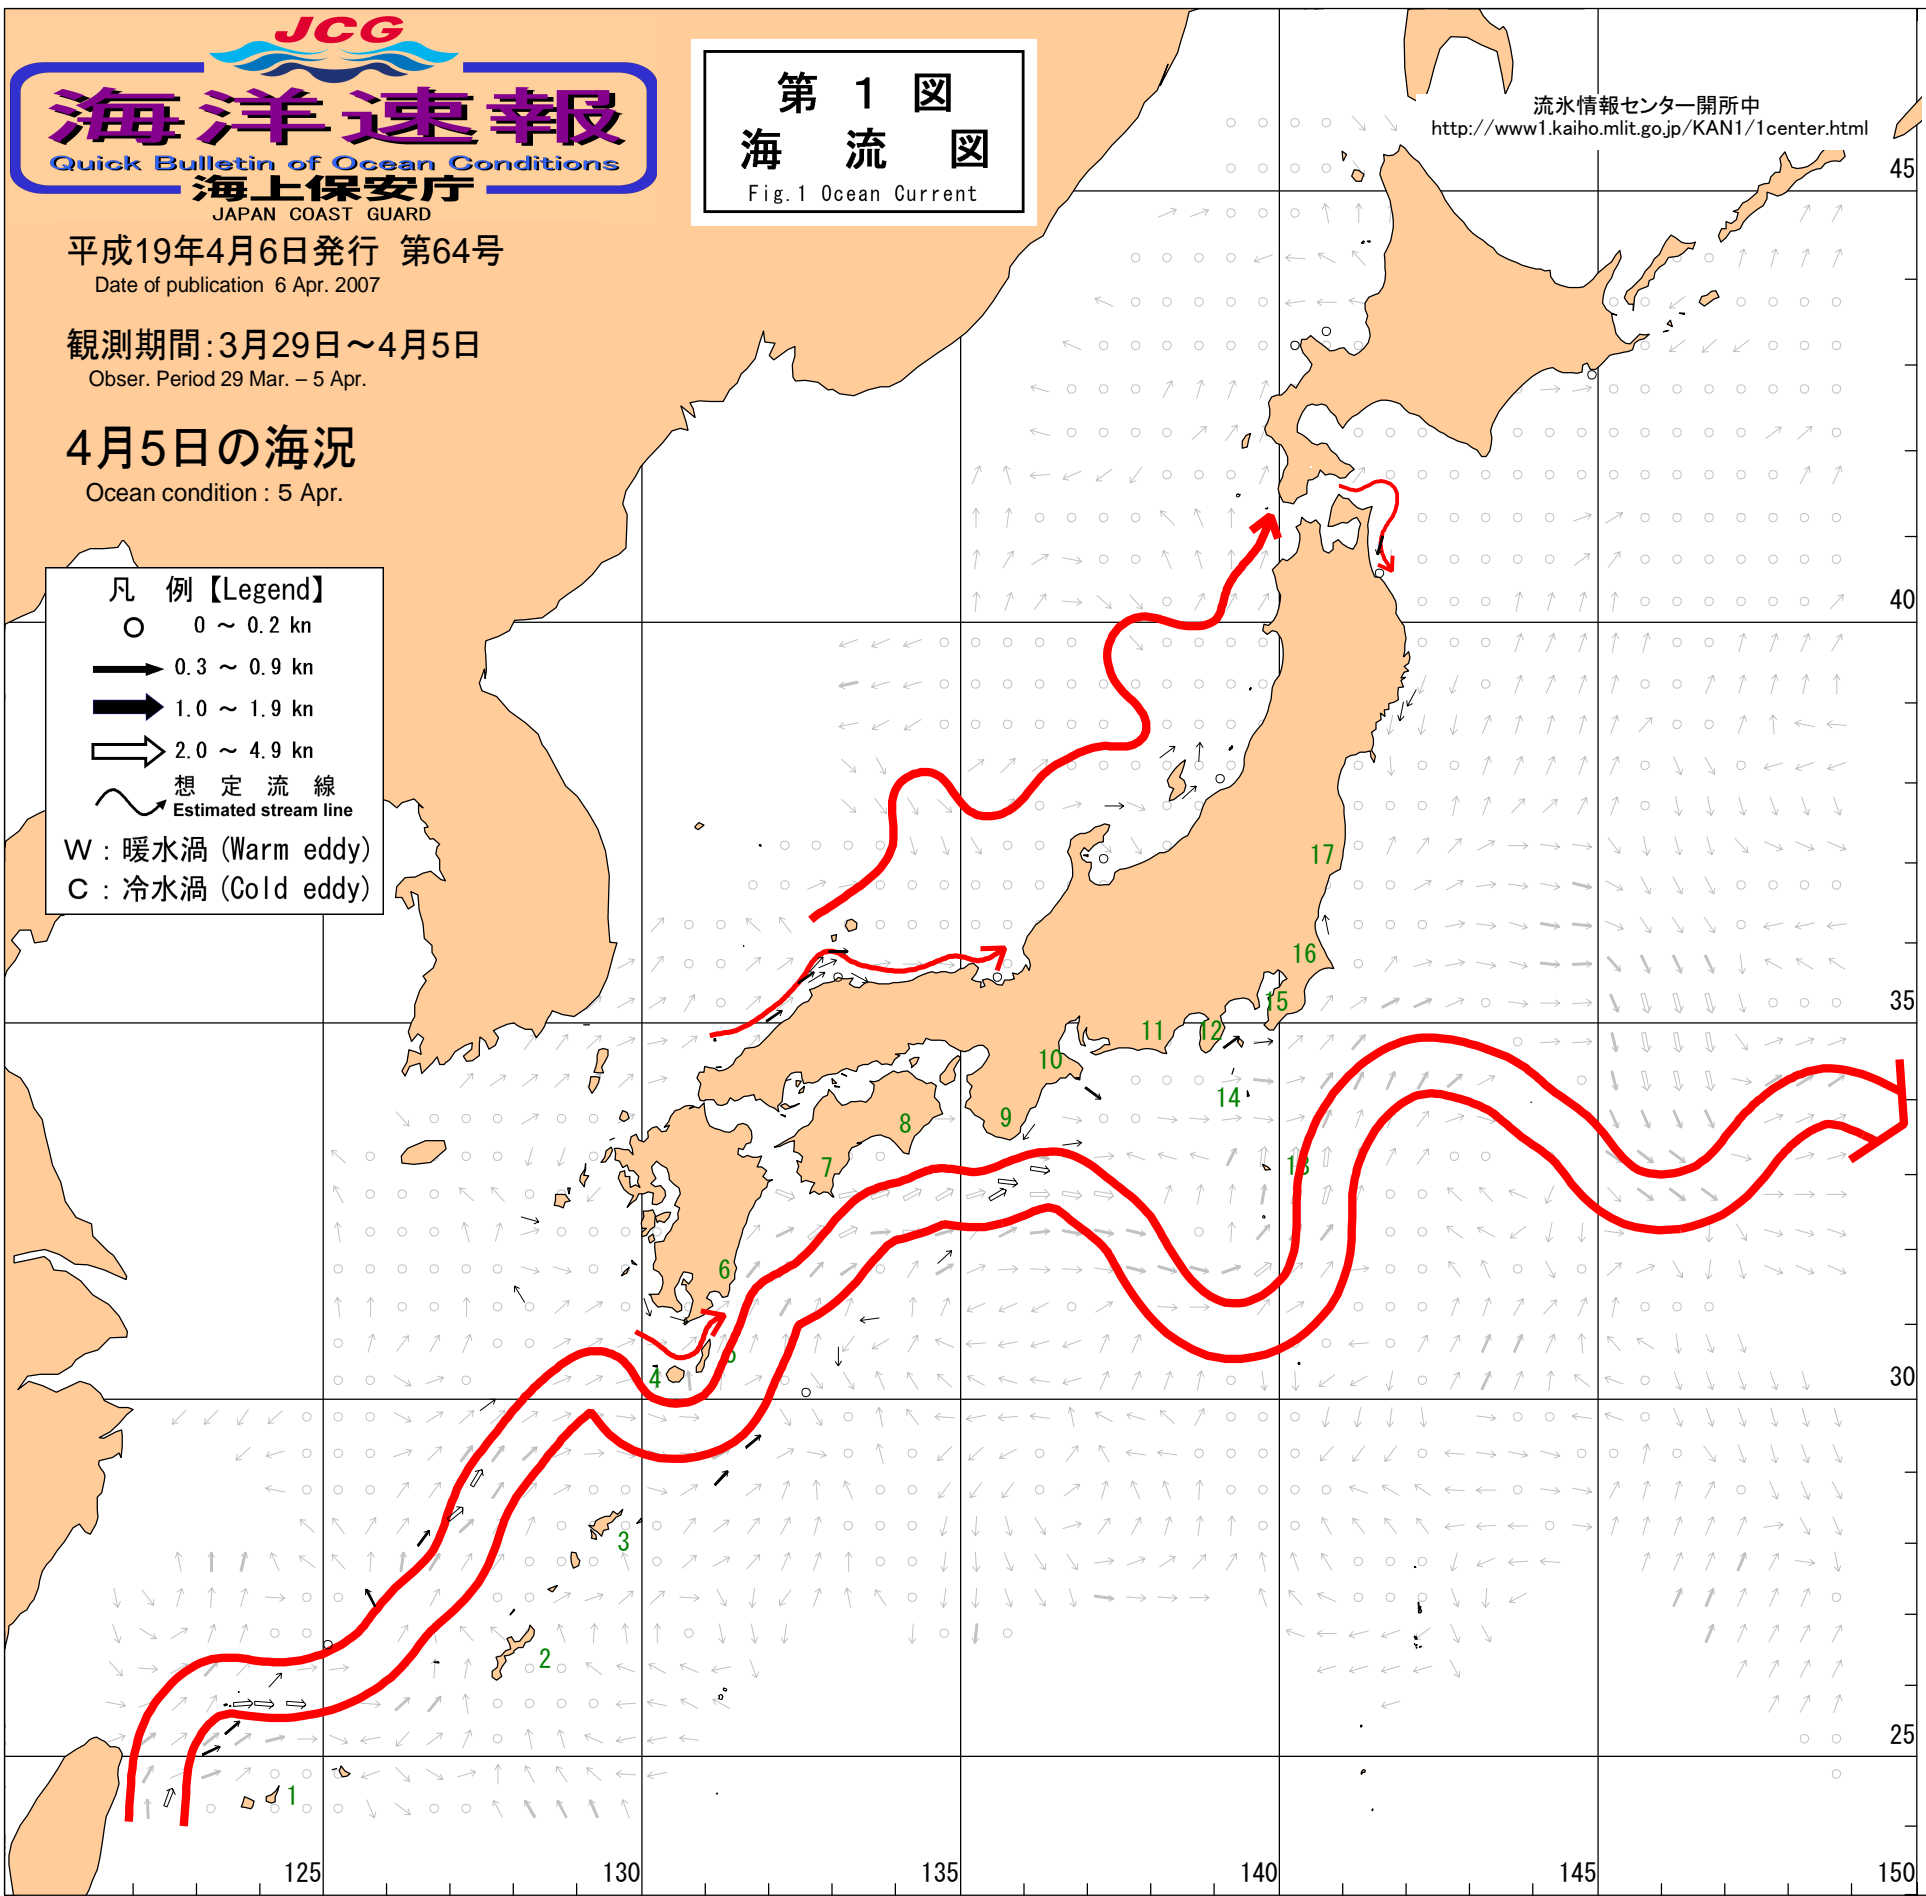 JCG
海洋速報
Quick Bulletin of Ocean Conditions
海上保安庁
JAPAN COAST GUARD
平成19年4月6日発行 第64号
Date of publication 6 Apr. 2007
観測期間:3月29日～4月5日
Obser. Period 29 Mar. – 5 Apr.
4月5日の海況
Ocean condition : 5 Apr.
第 1 図
海 流 図
Fig.1 Ocean Current
流氷情報センター開所中
http://www1.kaiho.mlit.go.jp/KAN1/1center.html
凡 例【Legend】
0 ～ 0.2 kn
0.3 ～ 0.9 kn
1.0 ～ 1.9 kn
2.0 ～ 4.9 kn
想 定 流 線
Estimated stream line
W : 暖水渦 (Warm eddy)
C : 冷水渦 (Cold eddy)
45
40
17
16
35
15
11
12
10
14
9
8
7
13
6
5
4
30
3
2
25
1
125
130
135
140
145
150